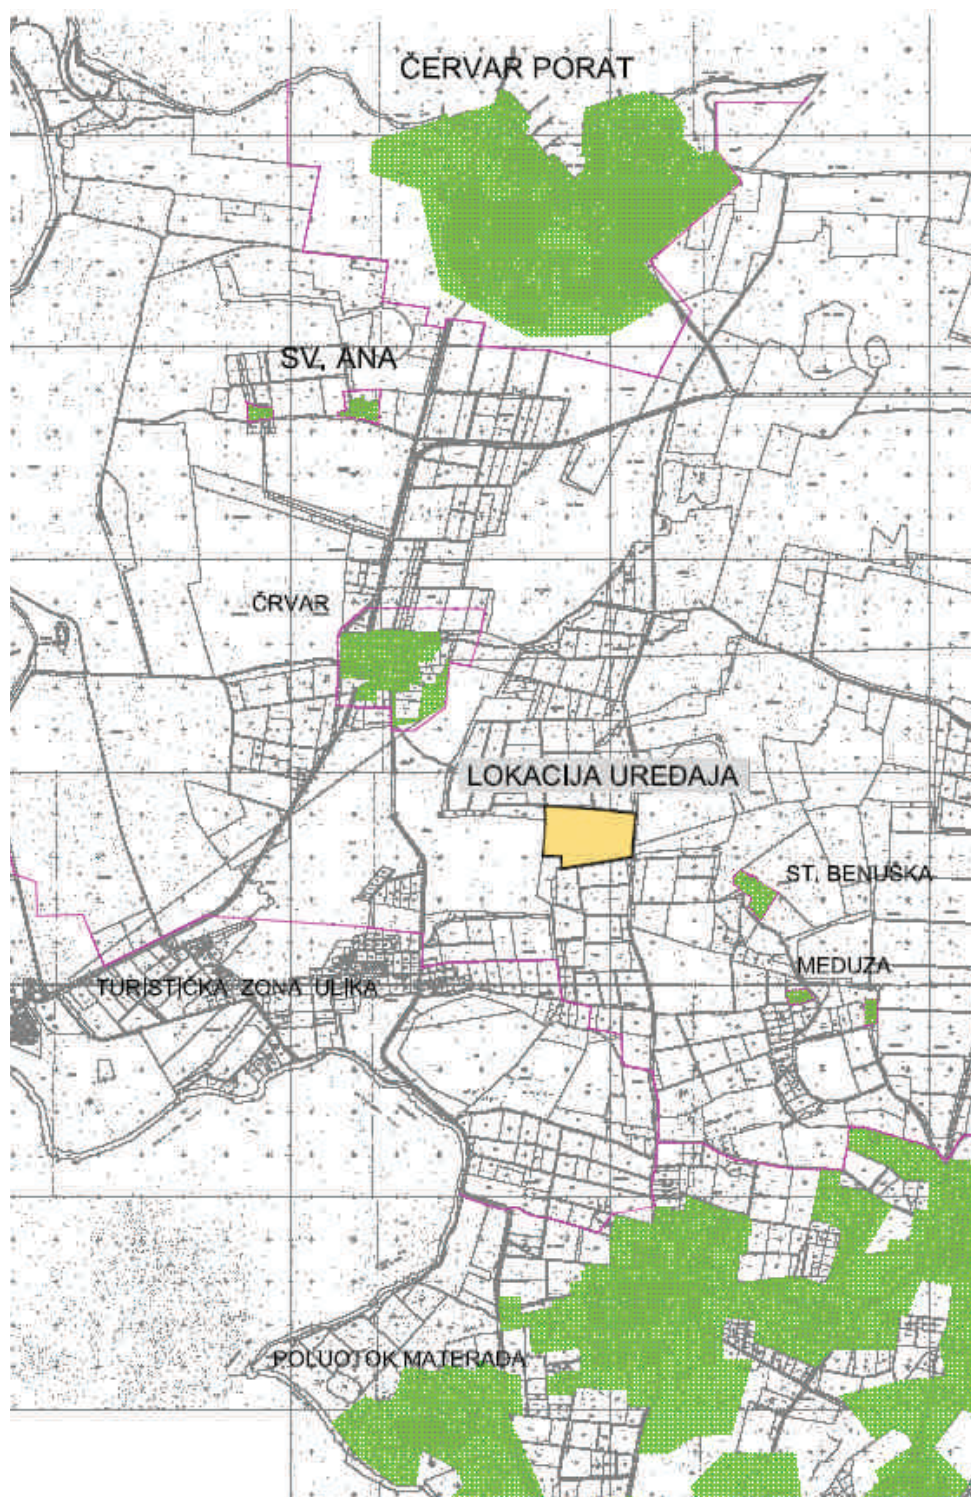 ČERVAR PORAT
SV. ANA
ČRVAR
LOKACIJA UREĐAJA
ST. BENUŠKA
MEDUZA
TURISTIČKA ZONA ULIKA
POLUOTOK MATERADA